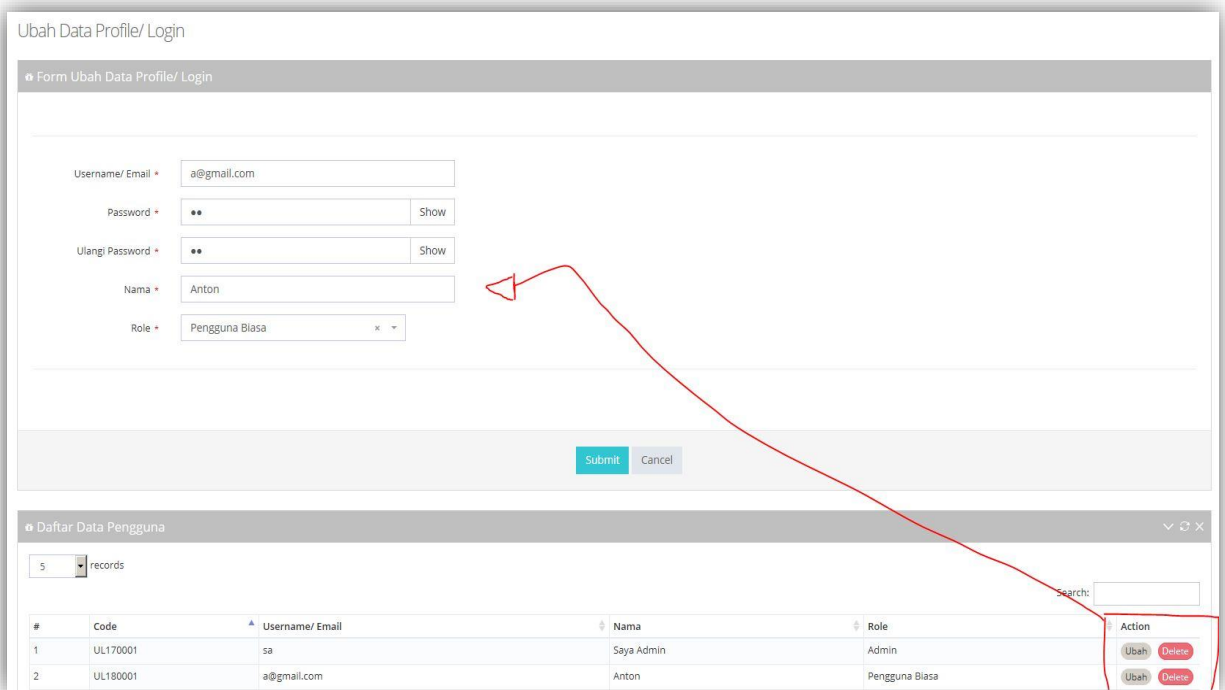 Ubah Data Profile/ Login
Form Ubah Data Profile/ Login
Username/ Email * a@gmail.com
Password * •• Show
Ulangi Password * •• Show
Nama * Anton
Role * Pengguna Biasa x
Submit Cancel
Daftar Data Pengguna
5 records
Search:
# Code Username/ Email Nama Role Action
1 UL170001 sa Saya Admin Admin Ubah Delete
2 UL180001 a@gmail.com Anton Pengguna Biasa Ubah Delete